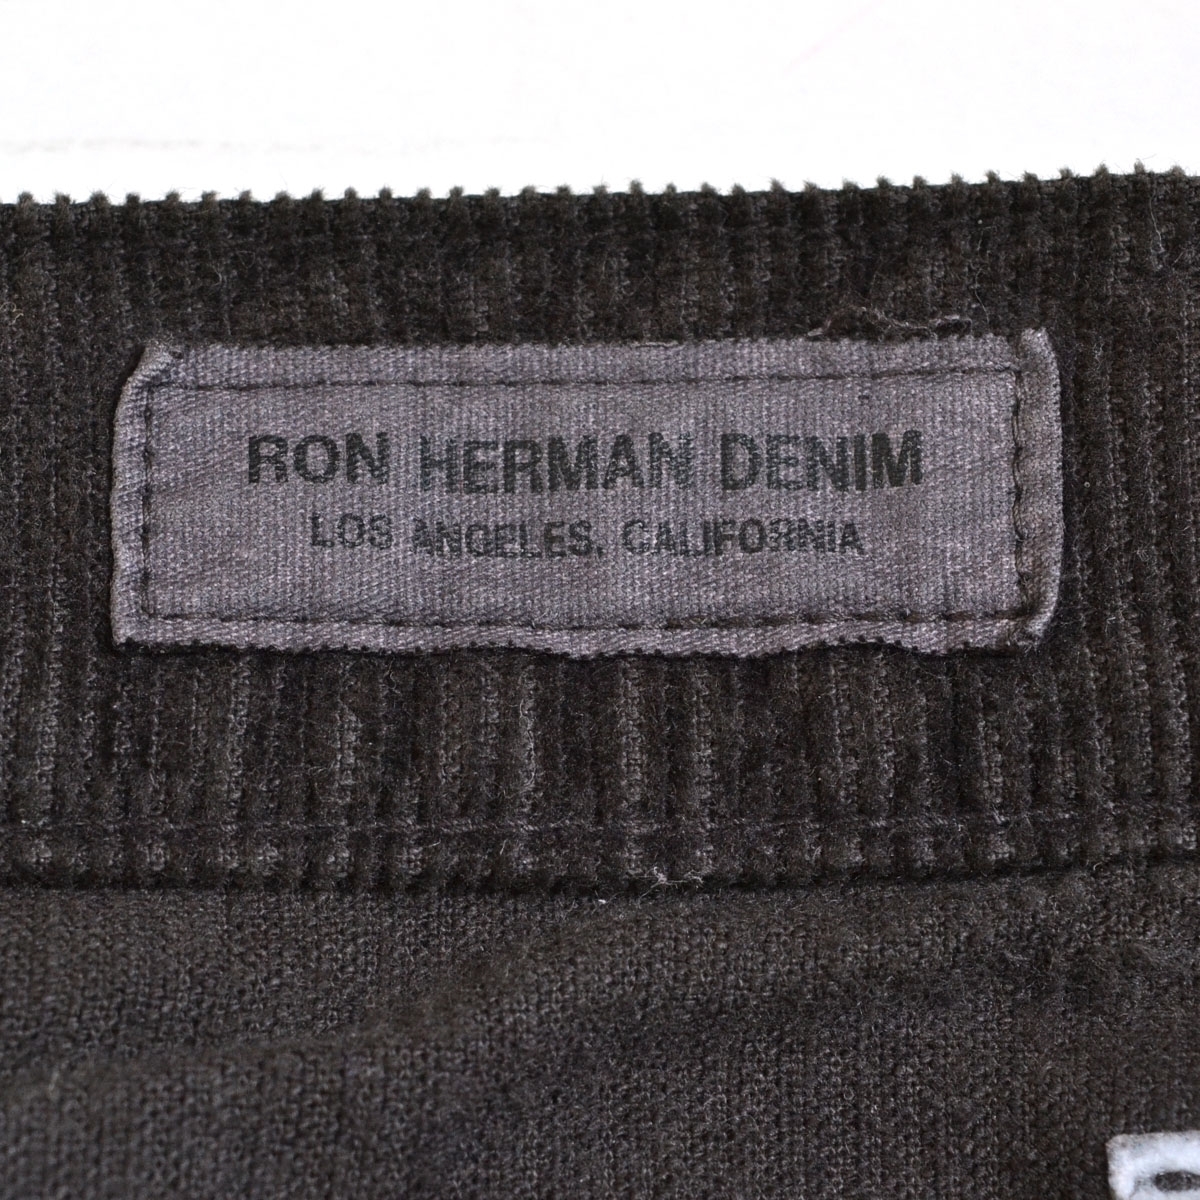 RON HERMAN DENIM
LOS ANGELES, CALIFORNIA